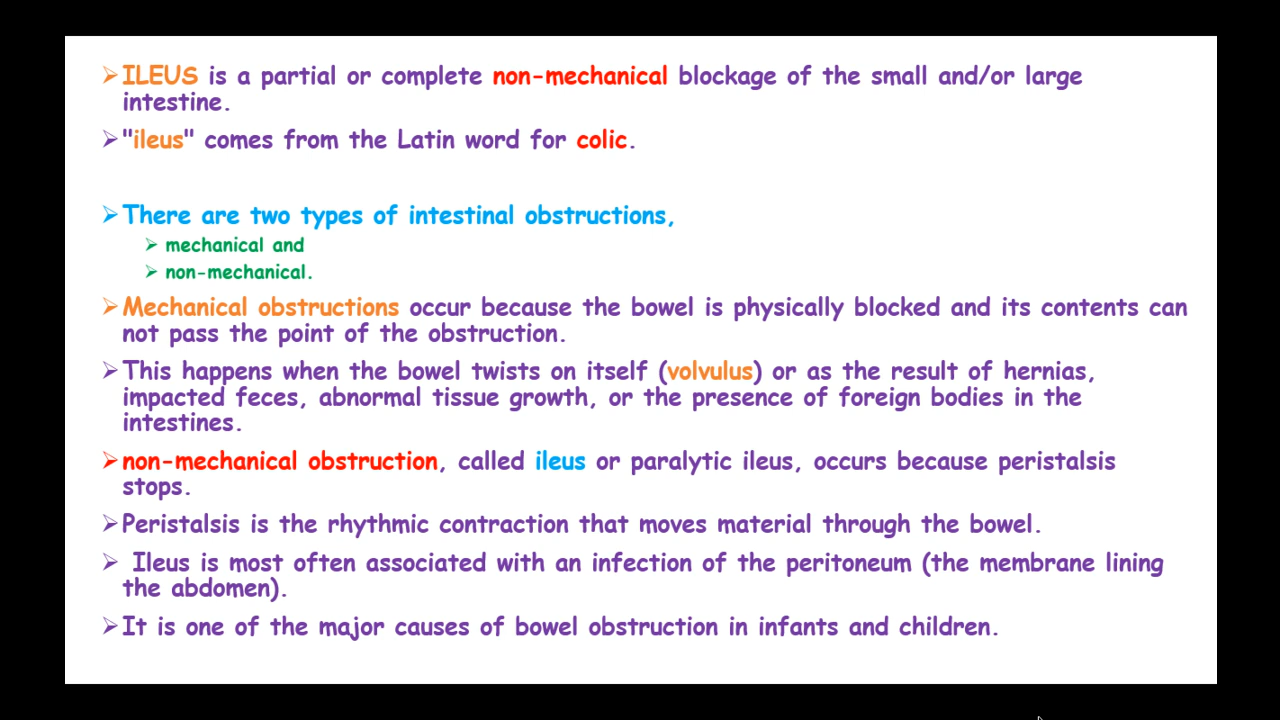 ILEUS is a partial or complete non-mechanical blockage of the small and/or large
intestine.
"ileus" comes from the Latin word for colic.
There are two types of intestinal obstructions,
mechanical and
non-mechanical.
Mechanical obstructions occur because the bowel is physically blocked and its contents can
not pass the point of the obstruction.
This happens when the bowel twists on itself (volvulus) or as the result of hernias,
impacted feces, abnormal tissue growth, or the presence of foreign bodies in the
intestines.
non-mechanical obstruction, called ileus or paralytic ileus, occurs because peristalsis
stops.
Peristalsis is the rhythmic contraction that moves material through the bowel.
Ileus is most often associated with an infection of the peritoneum (the membrane lining
the abdomen).
It is one of the major causes of bowel obstruction in infants and children.